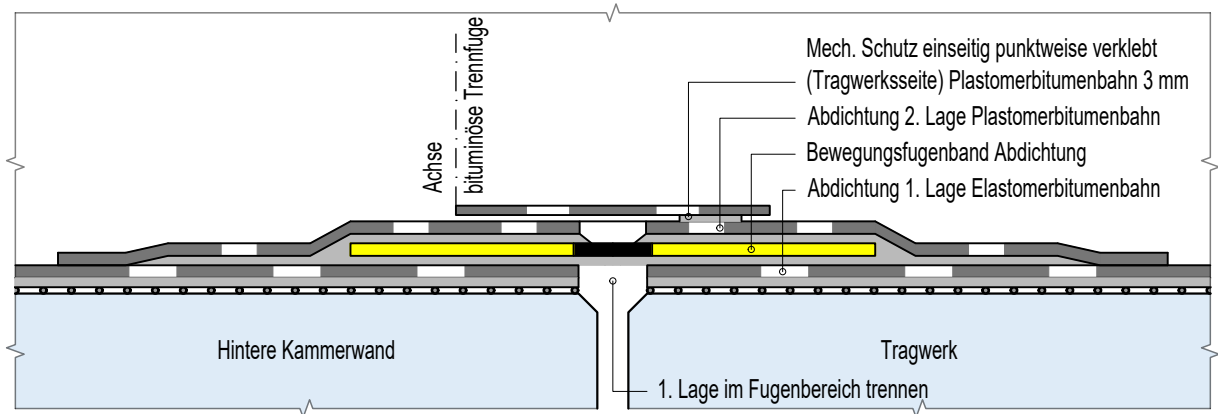 Achse
bituminöse Trennfuge
Mech. Schutz einseitig punktweise verklebt
(Tragwerksseite) Plastomerbitumenbahn 3 mm
Abdichtung 2. Lage Plastomerbitumenbahn
Bewegungsfugenband Abdichtung
Abdichtung 1. Lage Elastomerbitumenbahn
Hintere Kammerwand
Tragwerk
1. Lage im Fugenbereich trennen